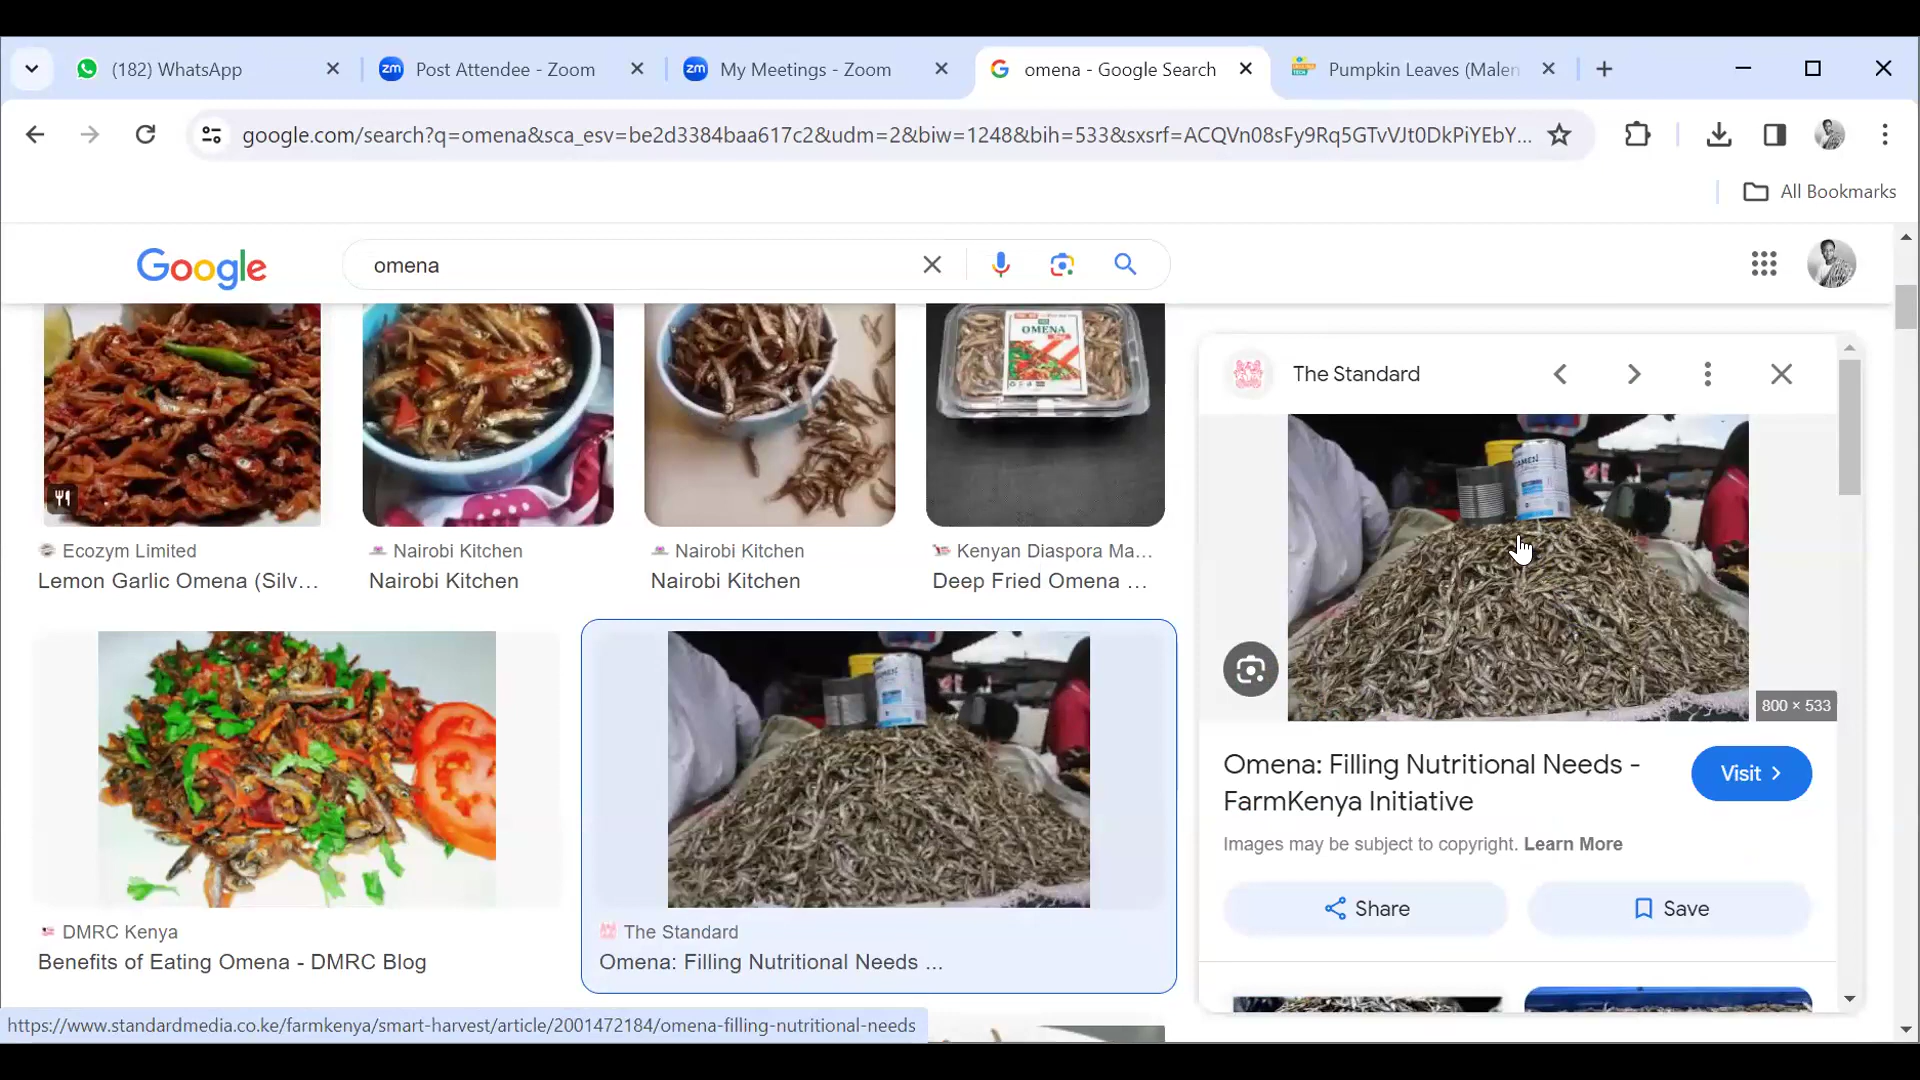 (182) WhatsApp
zm Post Attendee - Zoom
zm My Meetings - Zoom
omena - Google Search
Pumpkin Leaves (Malen
google.com/search?q=omena&sca_esv=be2d3384baa617c2&udm=2&biw=1248&bih=533&sxsrf=ACQVn08sFy9Rq5GTvVJt0DkPiYEbY...
All Bookmarks
Google
omena
OMENA
Ecozym Limited
Lemon Garlic Omena (Silv...
Nairobi Kitchen
Nairobi Kitchen
Nairobi Kitchen
Nairobi Kitchen
Kenyan Diaspora Ma...
Deep Fried Omena ...
DMRC Kenya
Benefits of Eating Omena - DMRC Blog
The Standard
Omena: Filling Nutritional Needs ...
The Standard
800 × 533
Omena: Filling Nutritional Needs -
FarmKenya Initiative
Visit
Images may be subject to copyright. Learn More
Share
Save
https://www.standardmedia.co.ke/farmkenya/smart-harvest/article/2001472184/omena-filling-nutritional-needs